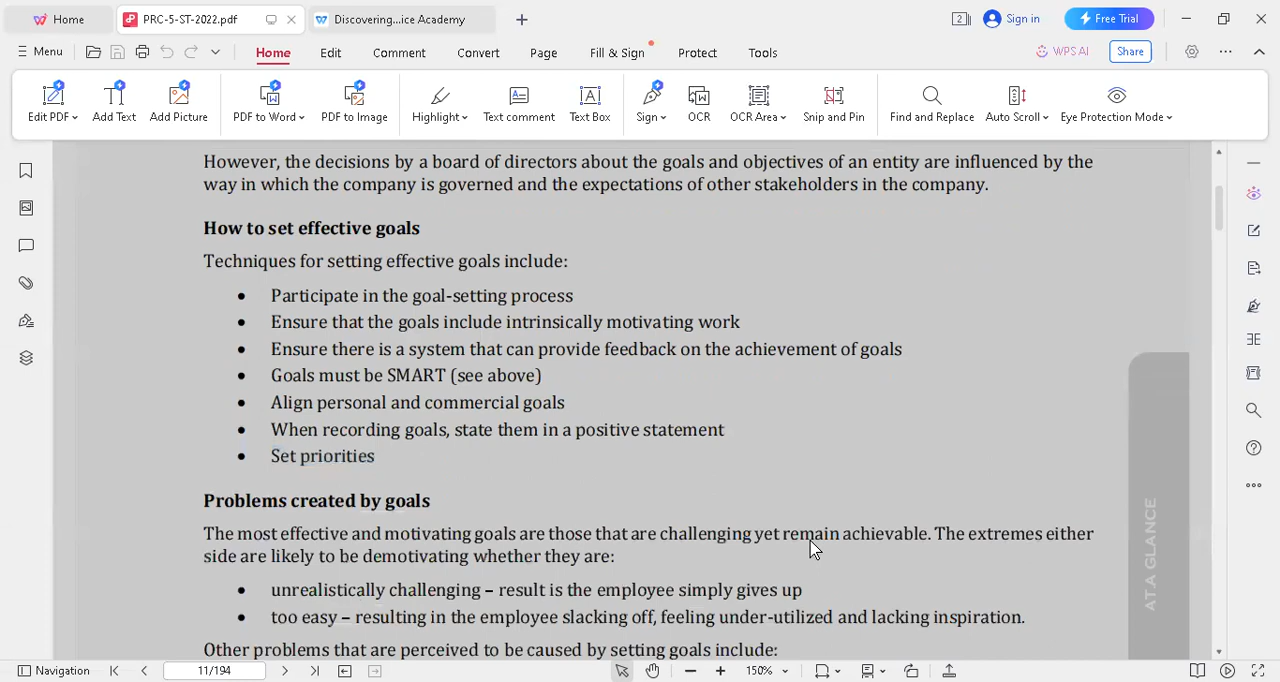 Home
PRC-5-ST-2022.pdf
Discovering...ice Academy
2
Sign in
Free Trial
Menu
Home
Edit
Comment
Convert
Page
Fill & Sign
Protect
Tools
WPS AI
Share
Edit PDF
Add Text
Add Picture
PDF to Word
PDF to Image
Highlight
Text comment
Text Box
Sign
OCR
OCR Area
Snip and Pin
Find and Replace
Auto Scroll
Eye Protection Mode
However, the decisions by a board of directors about the goals and objectives of an entity are influenced by the
way in which the company is governed and the expectations of other stakeholders in the company.
How to set effective goals
Techniques for setting effective goals include:
• Participate in the goal-setting process
• Ensure that the goals include intrinsically motivating work
• Ensure there is a system that can provide feedback on the achievement of goals
• Goals must be SMART (see above)
• Align personal and commercial goals
• When recording goals, state them in a positive statement
• Set priorities
Problems created by goals
The most effective and motivating goals are those that are challenging yet remain achievable. The extremes either
side are likely to be demotivating whether they are:
• unrealistically challenging – result is the employee simply gives up
• too easy – resulting in the employee slacking off, feeling under-utilized and lacking inspiration.
Other problems that are perceived to be caused by setting goals include:
AT.A GLANCE
Navigation
11/194
150%